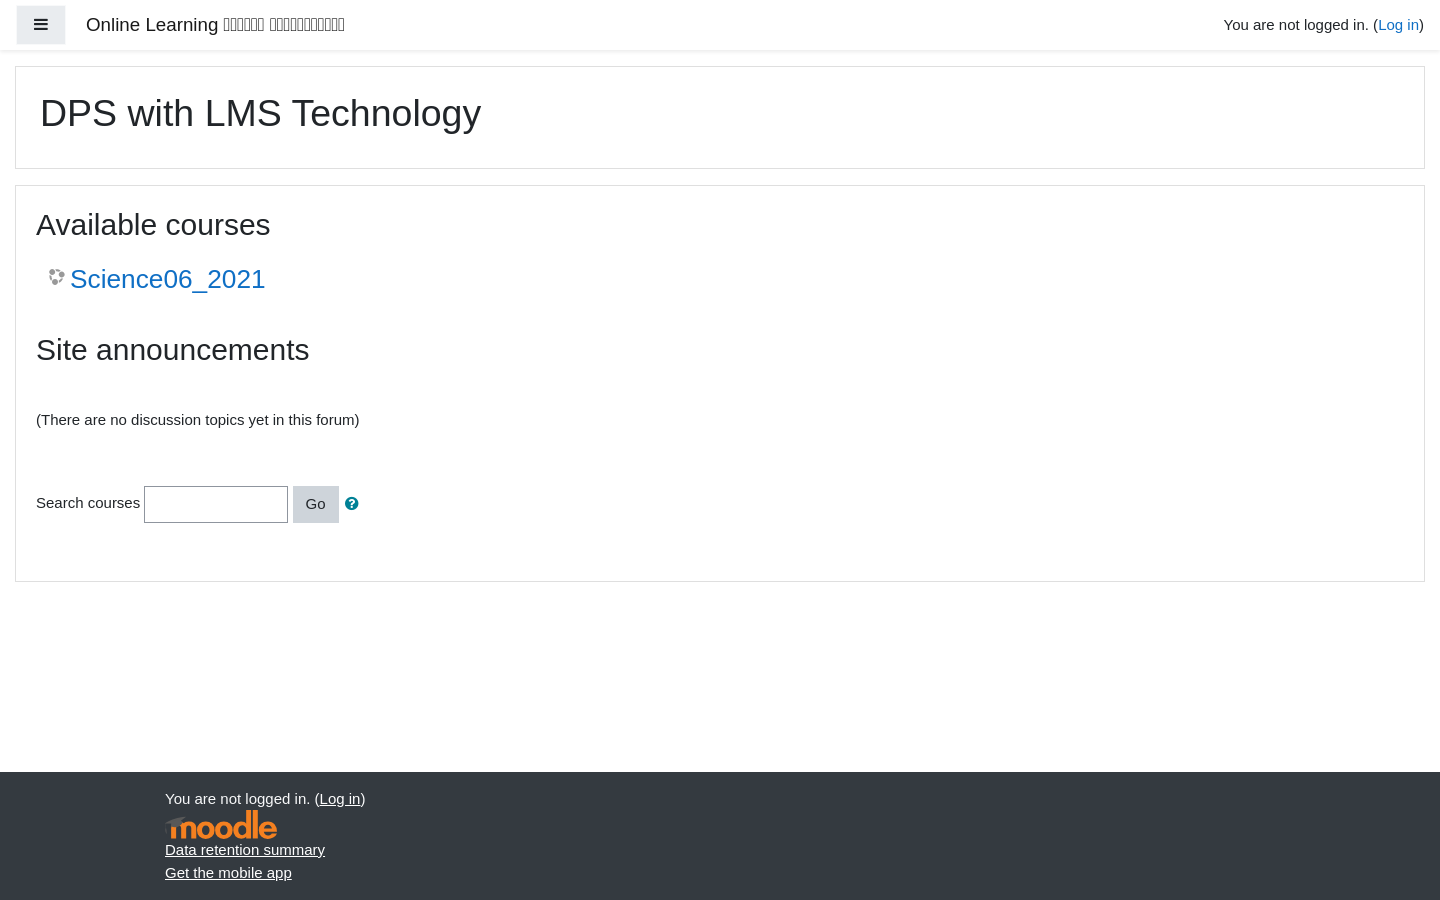 Online Learning
You are not logged in. (Log in)
DPS with LMS Technology
Available courses
Science06_2021
Site announcements
(There are no discussion topics yet in this forum)
Search courses
Go
You are not logged in. (Log in)
moodle
Data retention summary
Get the mobile app